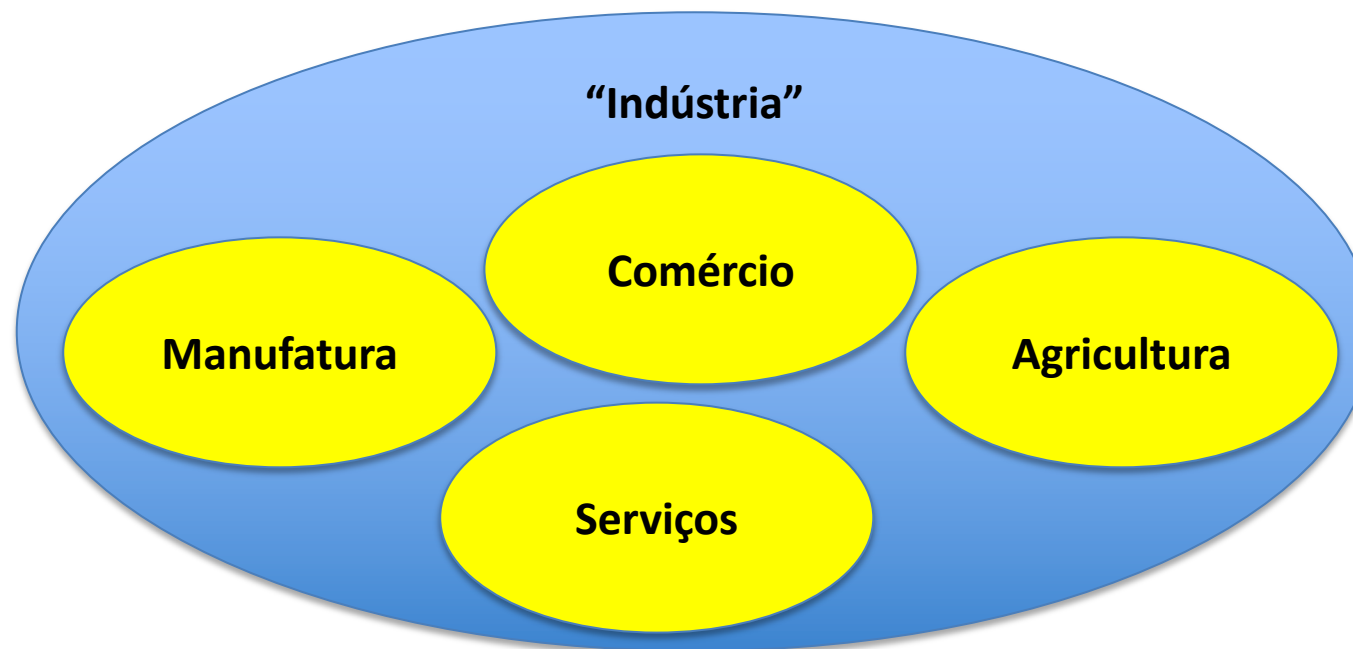 “Indústria”
Comércio
Manufatura
Agricultura
Serviços